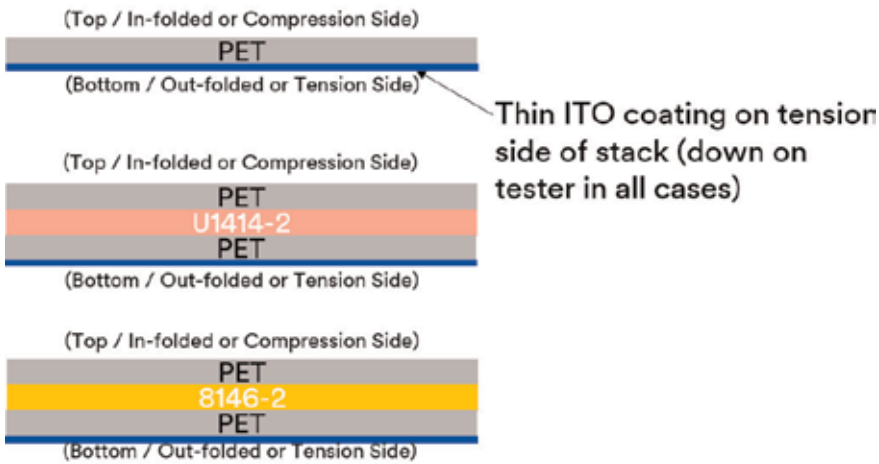 (Top / In-folded or Compression Side)
PET
(Bottom / Out-folded or Tension Side)
Thin ITO coating on tension
side of stack (down on
tester in all cases)
(Top / In-folded or Compression Side)
PET
U1414-2
PET
(Bottom / Out-folded or Tension Side)
(Top / In-folded or Compression Side)
PET
8146-2
PET
(Bottom / Out-folded or Tension Side)